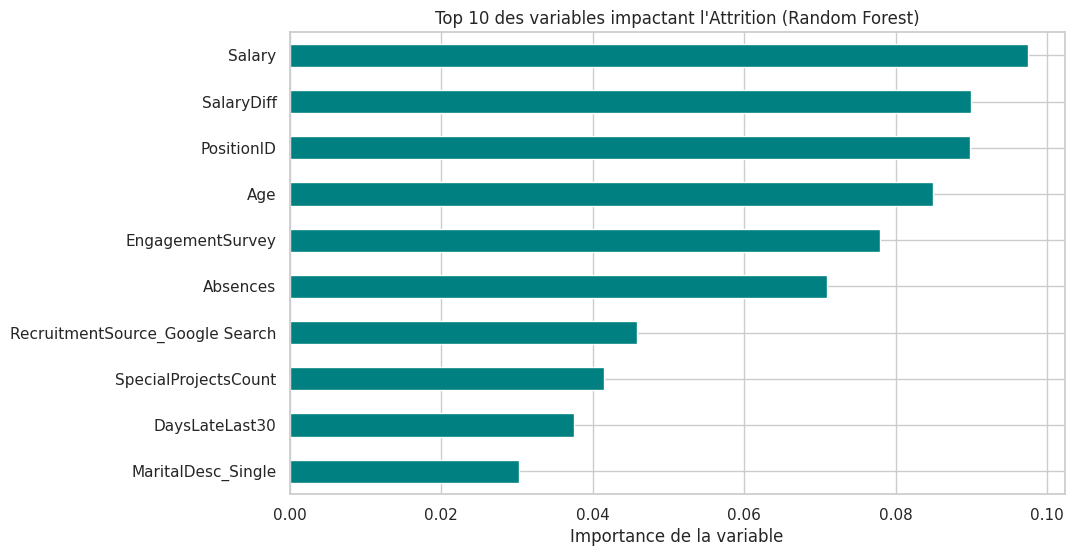 Top 10 des variables impactant l'Attrition (Random Forest)
Salary
SalaryDiff
PositionID
Age
EngagementSurvey
Absences
RecruitmentSource_Google Search
SpecialProjectsCount
DaysLateLast30
MaritalDesc_Single
0.00 0.02 0.04 0.06 0.08 0.10
Importance de la variable